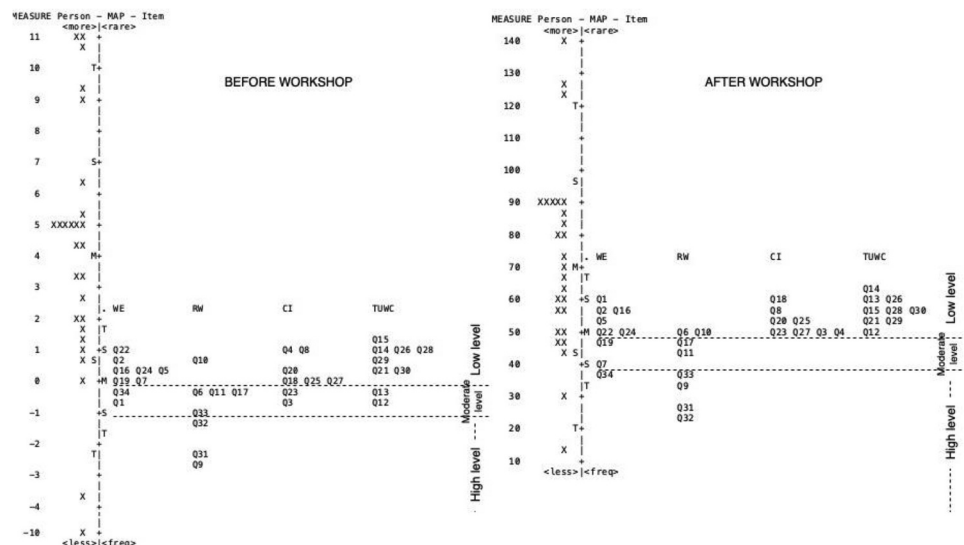 MEASURE Person - MAP - Item
<more>|<rare>
11 XX +
X |
|
10 T+
|
X |
9 X +
|
8 +
|
7 S+
|
X |
6 +
|
X |
5 XXXXXX +
|
XX |
4 M+
|
XX |
3 +
X |
|. WE RW CI TUWC
2 XX +
X |T
X | Q15
1 X +S Q22 Q4 Q8 Q14 Q26 Q28
X S| Q2 Q10 Q29
| Q16 Q24 Q5 Q20 Q21 Q30
0 X +M Q19 Q7 Q18 Q25 Q27
| Q34 Q6 Q11 Q17 Q23 Q13
| Q1 Q3 Q12
-1 +S Q33
| Q32
|T
-2 +
T| Q31
| Q9
-3 +
|
X |
-4 +
|
-10 X +
<less>|<freq>
BEFORE WORKSHOP
Low level
Moderate
level
High level
MEASURE Person - MAP - Item
<more>|<rare>
140 X +
|
|
130 +
X |
X |
120 T+
|
|
110 +
|
|
100 +
S|
|
90 XXXXX +
X |
X |
80 XX +
|
X |. WE RW CI TUWC
70 X M+
X |T
X | Q14
60 XX +S Q1 Q18 Q13 Q26
XX | Q2 Q16 Q8 Q15 Q28 Q30
| Q5 Q20 Q25 Q21 Q29
50 XX +M Q22 Q24 Q6 Q10 Q23 Q27 Q3 Q4 Q12
XX | Q19 Q17
X S| Q11
40 +S Q7
| Q34 Q33
|T Q9
30 X +
| Q31
| Q32
20 T+
|
X |
10 +
<less>|<freq>
AFTER WORKSHOP
Low level
Moderate
level
High level